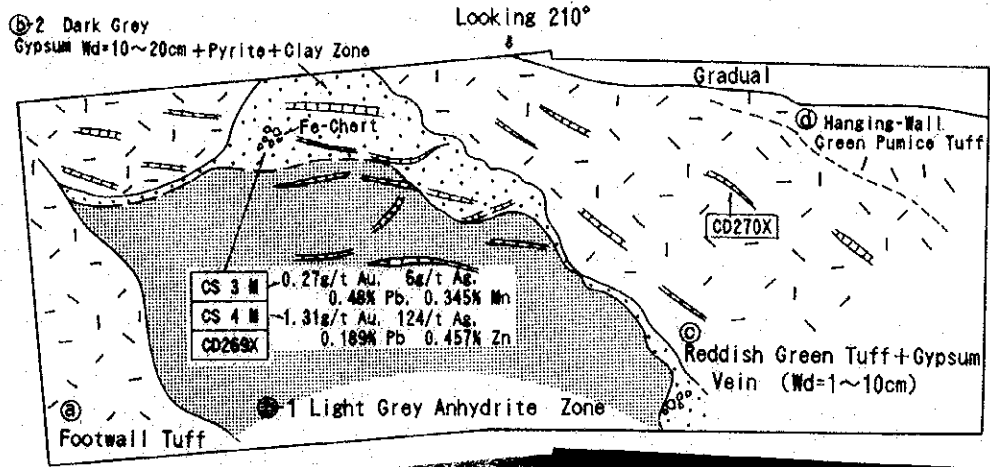 Looking 210°
ⓑ-2 Dark Grey
Gypsum Wd=10～20cm+Pyrite+Clay Zone
Gradual
Fe-Chert
ⓓ Hanging-Wall
Green Pumice Tuff
CD270X
CS 3 M 0.27g/t Au, 6g/t Ag,
0.48% Pb, 0.345% Mn
CS 4 M 1.31g/t Au, 124/t Ag,
0.189% Pb 0.457% Zn
CD269X
ⓒ
Reddish Green Tuff+Gypsum
Vein (Wd=1～10cm)
ⓑ-1 Light Grey Anhydrite Zone
ⓐ
Footwall Tuff